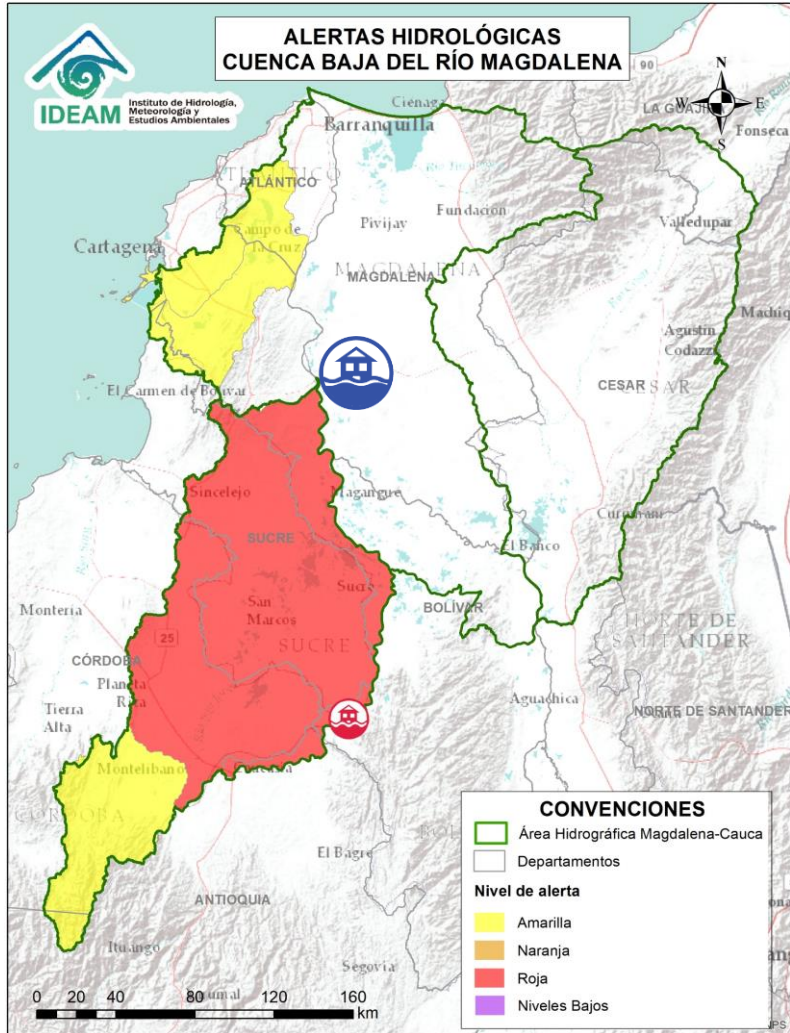 ALERTAS HIDROLÓGICAS
CUENCA BAJA DEL RÍO MAGDALENA
IDEAM
Instituto de Hidrología,
Meteorología y
Estudios Ambientales
N
W E
S
90
Ciénaga
LA GUAJIRA
Barranquilla
Fonseca
ATLÁNTICO
Fundación
Pivijay
Valledupar
Campo de
la Cruz
Cartagena
MAGDALENA
MAGDALENA
Agustín
Codazzi
CESAR
CESAR
El Carmen de Bolívar
Sincelejo
Magangué
Curumaní
SUCRE
El Banco
Sucre
San
Marcos
BOLÍVAR
Montería
NORTE DE
SANTANDER
SUCRE
25
CÓRDOBA
Planeta
Rica
Aguachica
Tierra
Alta
NORTE DE SANTANDER
Montelíbano
Caucasia
CÓRDOBA
El Bagre
ANTIOQUIA
Ituango
Segovia
CONVENCIONES
Área Hidrográfica Magdalena-Cauca
Departamentos
Nivel de alerta
Amarilla
Naranja
Roja
Niveles Bajos
0 20 40 80 120 160
km